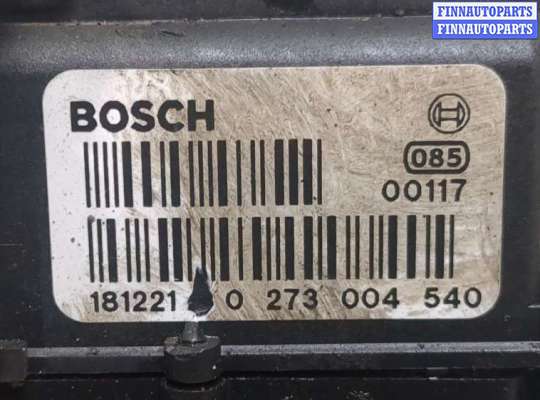 FINNAUTOPARTS
FINNAUTOPARTS
BOSCH
085
00117
181221 0 273 004 540